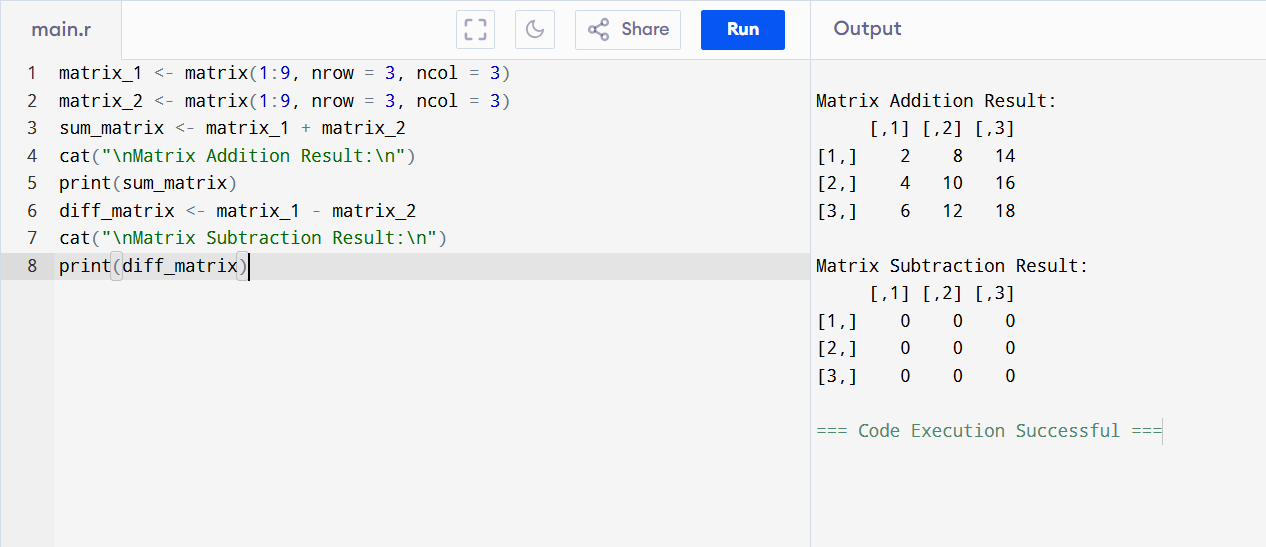 main.r
Share
Run
Output
1 matrix_1 <- matrix(1:9, nrow = 3, ncol = 3)
2 matrix_2 <- matrix(1:9, nrow = 3, ncol = 3)
3 sum_matrix <- matrix_1 + matrix_2
4 cat("\nMatrix Addition Result:\n")
5 print(sum_matrix)
6 diff_matrix <- matrix_1 - matrix_2
7 cat("\nMatrix Subtraction Result:\n")
8 print(diff_matrix)
Matrix Addition Result:
     [,1] [,2] [,3]
[1,]    2    8   14
[2,]    4   10   16
[3,]    6   12   18
Matrix Subtraction Result:
     [,1] [,2] [,3]
[1,]    0    0    0
[2,]    0    0    0
[3,]    0    0    0
=== Code Execution Successful ===